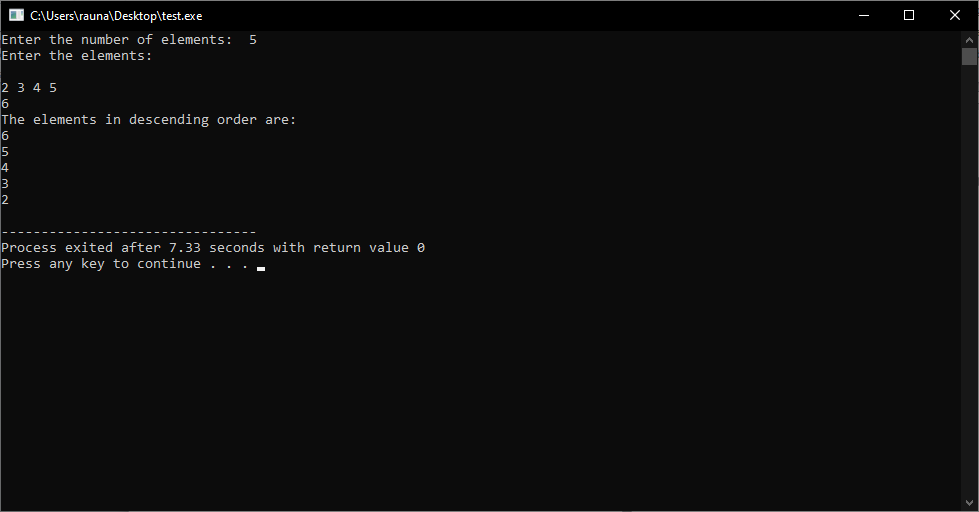 C:\Users\rauna\Desktop\test.exe
Enter the number of elements:  5
Enter the elements:
2 3 4 5
6
The elements in descending order are:
6
5
4
3
2
--------------------------------
Process exited after 7.33 seconds with return value 0
Press any key to continue . . .